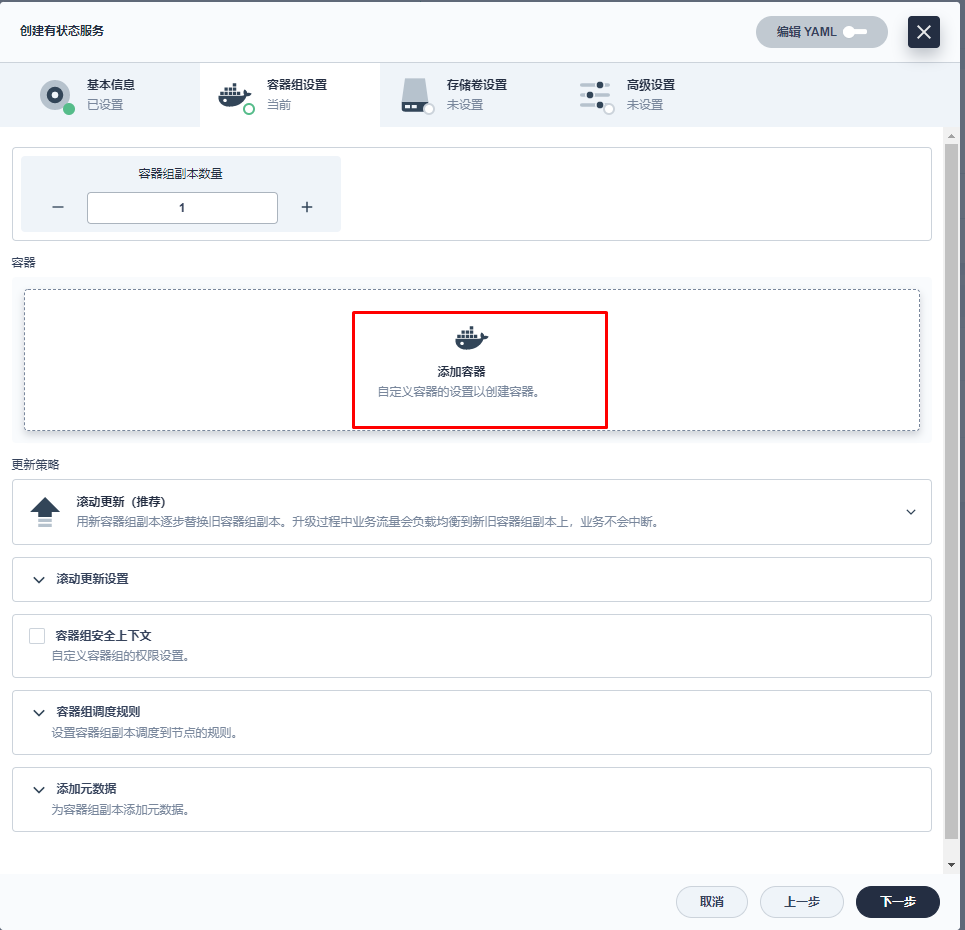 创建有状态服务
编辑 YAML
基本信息
已设置
容器组设置
当前
存储卷设置
未设置
高级设置
未设置
容器组副本数量
1
容器
添加容器
自定义容器的设置以创建容器。
更新策略
滚动更新（推荐）
用新容器组副本逐步替换旧容器组副本。升级过程中业务流量会负载均衡到新旧容器组副本上，业务不会中断。
滚动更新设置
容器组安全上下文
自定义容器组的权限设置。
容器组调度规则
设置容器组副本调度到节点的规则。
添加元数据
为容器组副本添加元数据。
取消
上一步
下一步